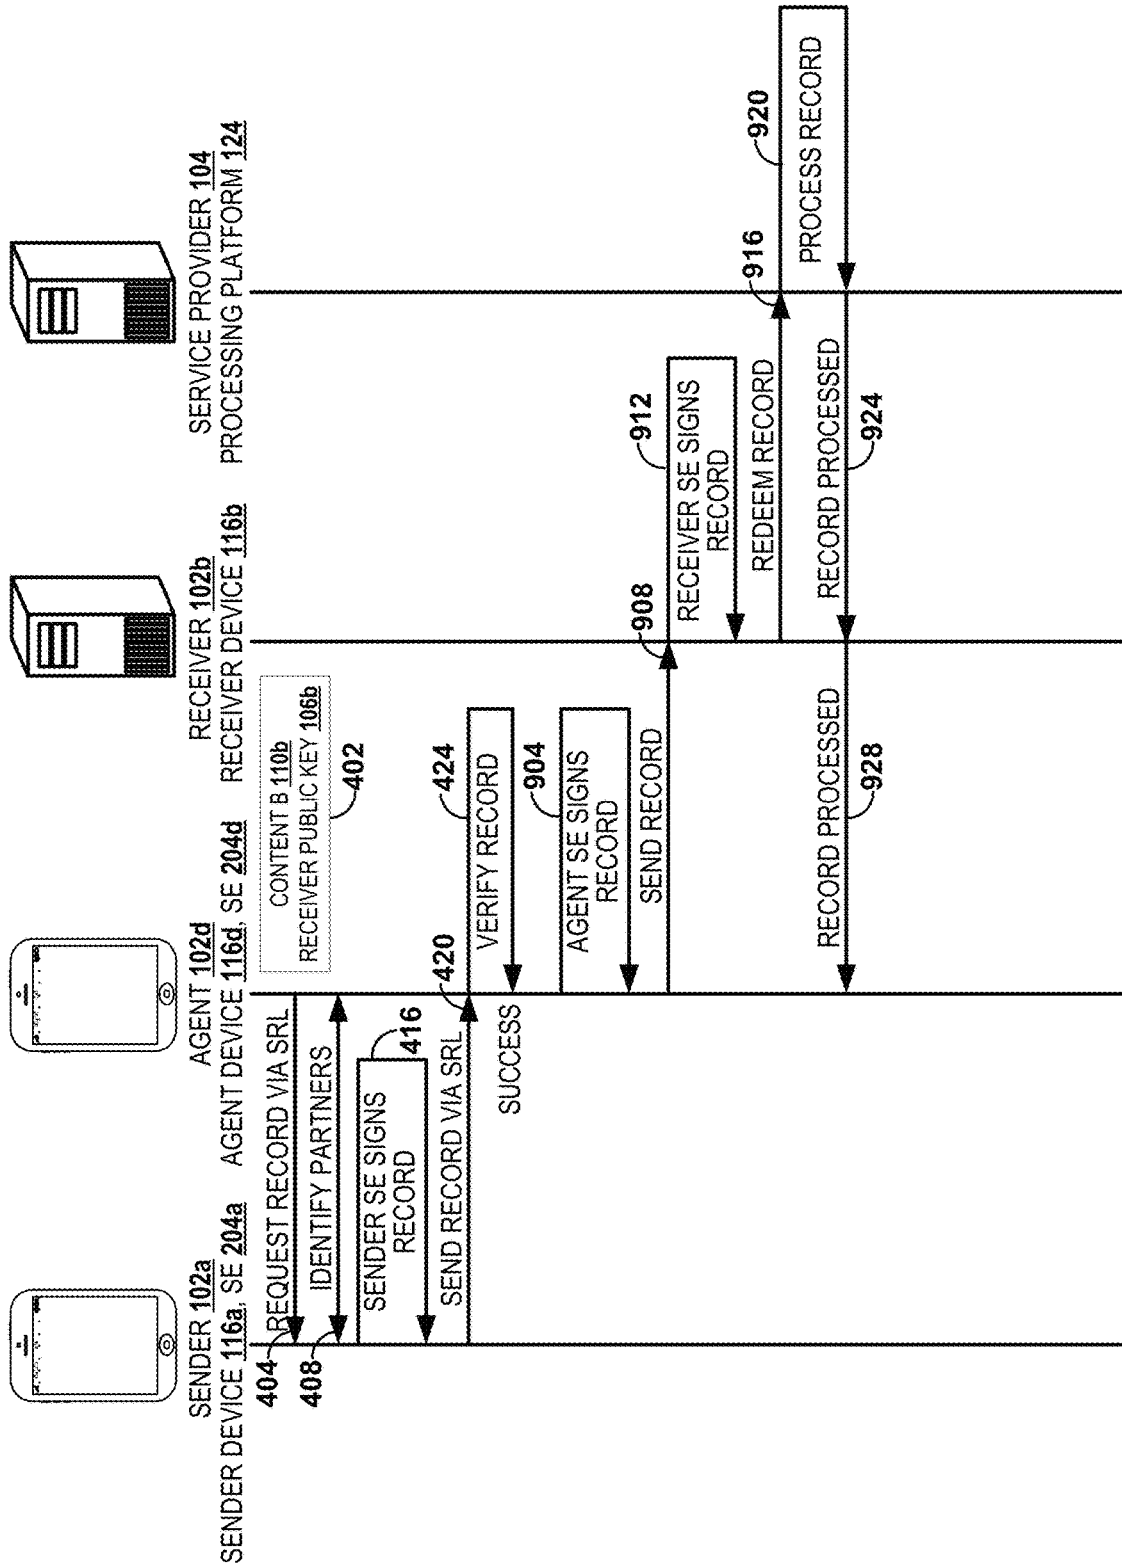 SENDER 102a
SENDER DEVICE 116a, SE 204a
AGENT 102d
AGENT DEVICE 116d, SE 204d
RECEIVER 102b
RECEIVER DEVICE 116b
SERVICE PROVIDER 104
PROCESSING PLATFORM 124
CONTENT B 110b
RECEIVER PUBLIC KEY 106b
402
REQUEST RECORD VIA SRL
404
IDENTIFY PARTNERS
408
SENDER SE SIGNS
RECORD
416
SEND RECORD VIA SRL
420
VERIFY RECORD
424
SUCCESS
AGENT SE SIGNS
RECORD
904
SEND RECORD
908
RECEIVER SE SIGNS
RECORD
912
REDEEM RECORD
916
PROCESS RECORD
920
RECORD PROCESSED
924
RECORD PROCESSED
928